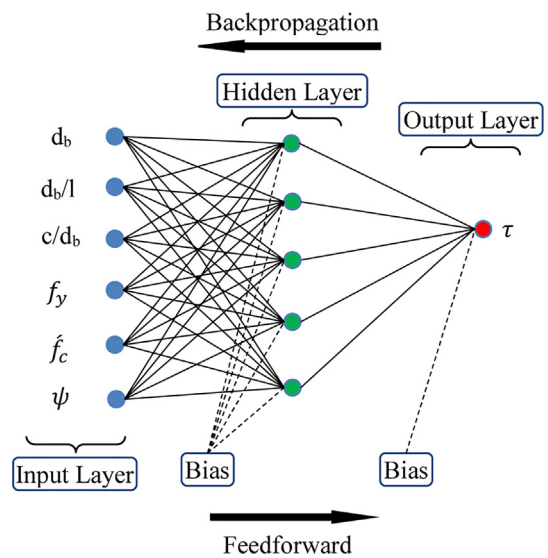 Backpropagation
Hidden Layer
Output Layer
d_b
d_b/l
c/d_b
f_y
f́_c
ψ
τ
Input Layer
Bias
Bias
Feedforward